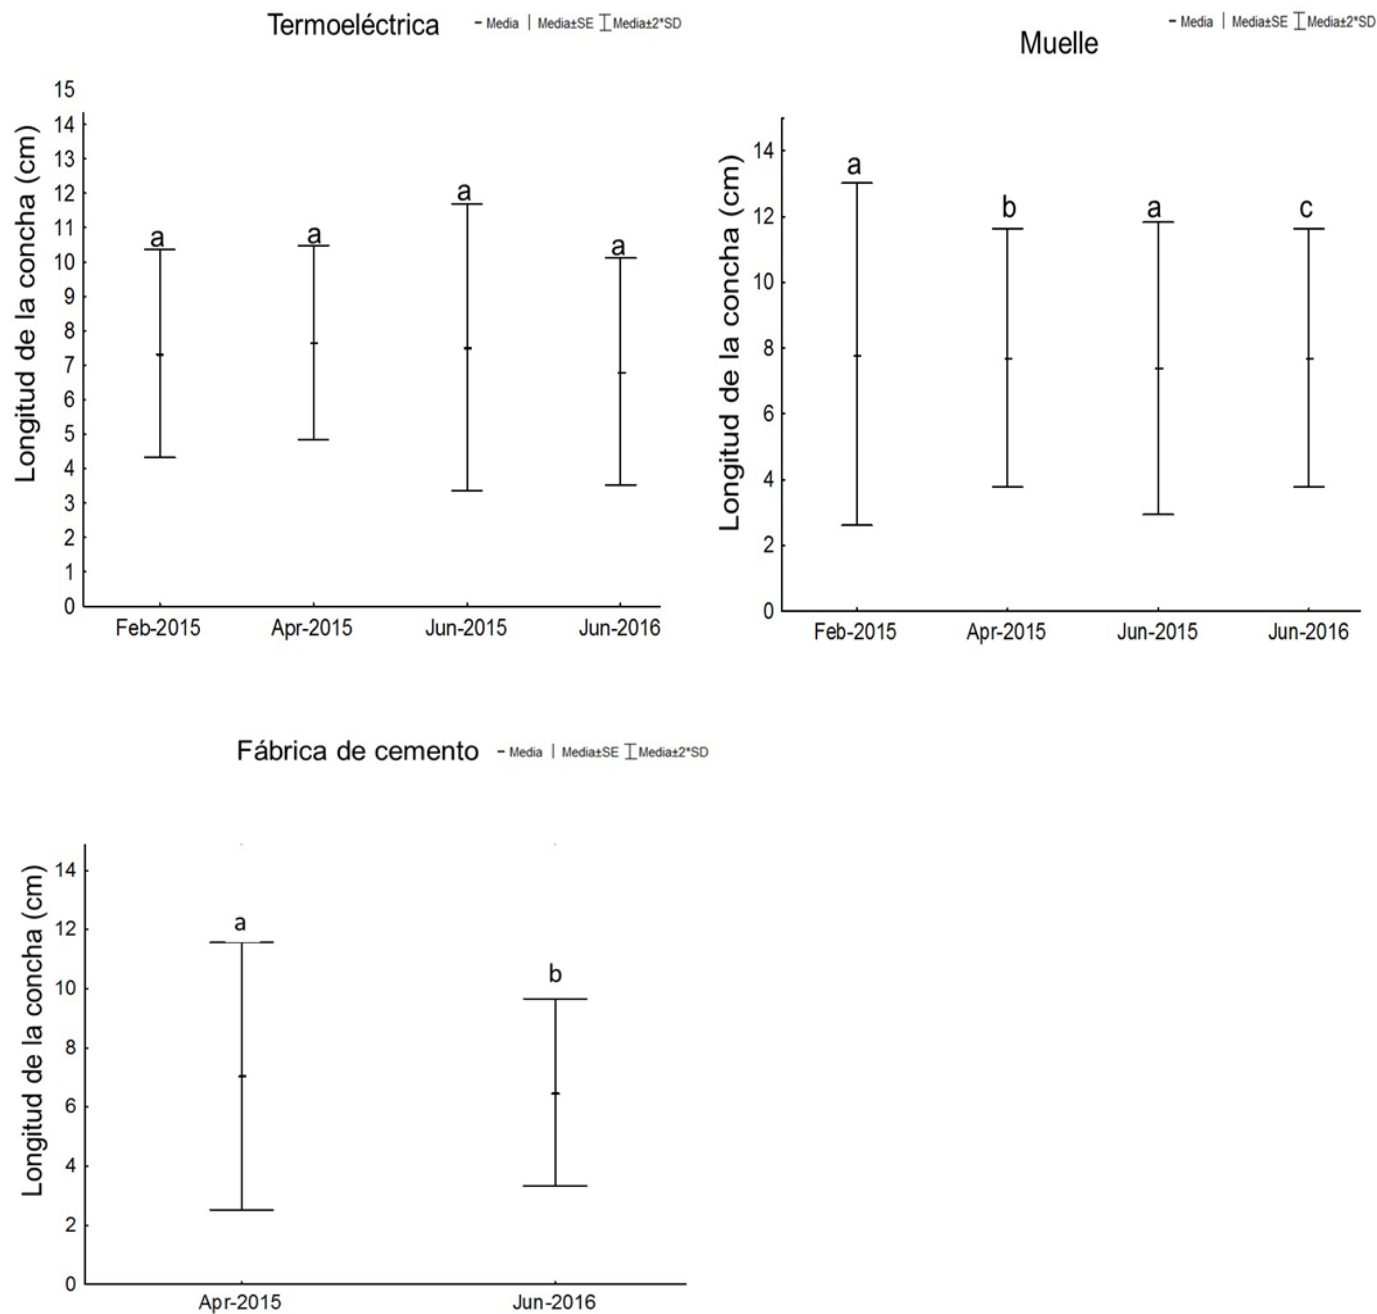 Termoeléctrica
Media Media±SE Media±2*SD
Longitud de la concha (cm)
15
14
13
12
11
10
9
8
7
6
5
4
3
2
1
0
a a a a
Feb-2015 Apr-2015 Jun-2015 Jun-2016
Muelle
Media Media±SE Media±2*SD
Longitud de la concha (cm)
14
12
10
8
6
4
2
0
a b a c
Feb-2015 Apr-2015 Jun-2015 Jun-2016
Fábrica de cemento
Media Media±SE Media±2*SD
Longitud de la concha (cm)
14
12
10
8
6
4
2
0
a b
Apr-2015 Jun-2016